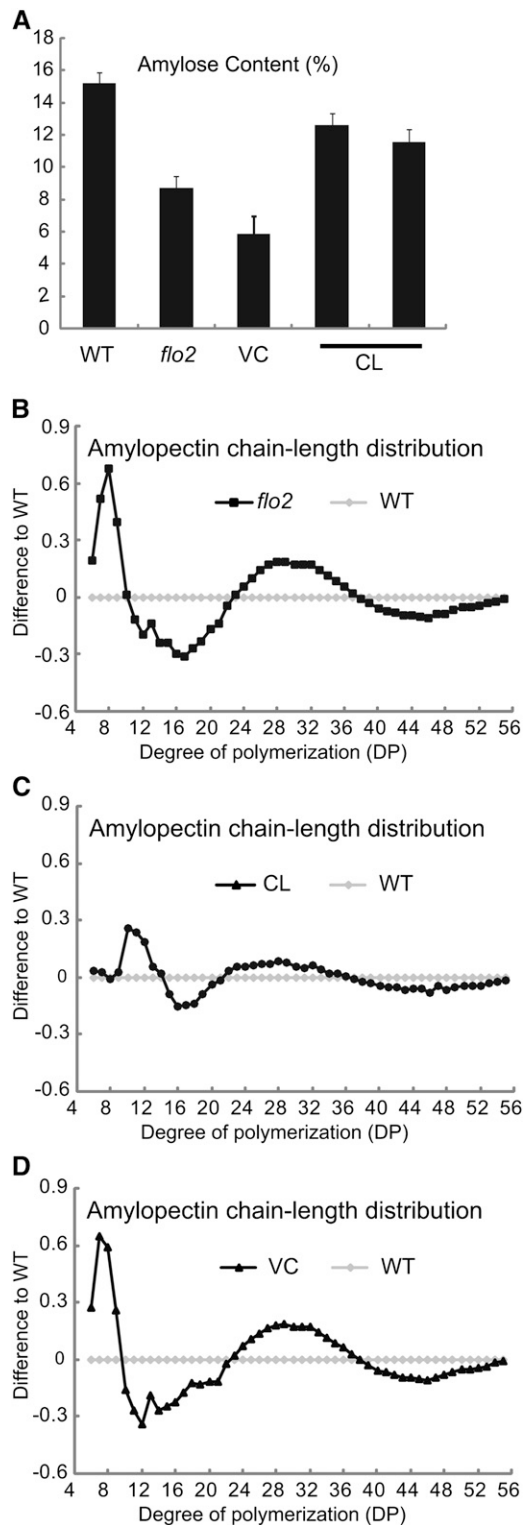 A
Amylose Content (%)
18
16
14
12
10
8
6
4
2
0
WT flo2 VC CL
B
Amylopectin chain-length distribution
flo2 WT
Difference to WT
0.9
0.6
0.3
0
-0.3
-0.6
4 8 12 16 20 24 28 32 36 40 44 48 52 56
Degree of polymerization (DP)
C
Amylopectin chain-length distribution
CL WT
Difference to WT
0.9
0.6
0.3
0
-0.3
-0.6
4 8 12 16 20 24 28 32 36 40 44 48 52 56
Degree of polymerization (DP)
D
Amylopectin chain-length distribution
VC WT
Difference to WT
0.9
0.6
0.3
0
-0.3
-0.6
4 8 12 16 20 24 28 32 36 40 44 48 52 56
Degree of polymerization (DP)